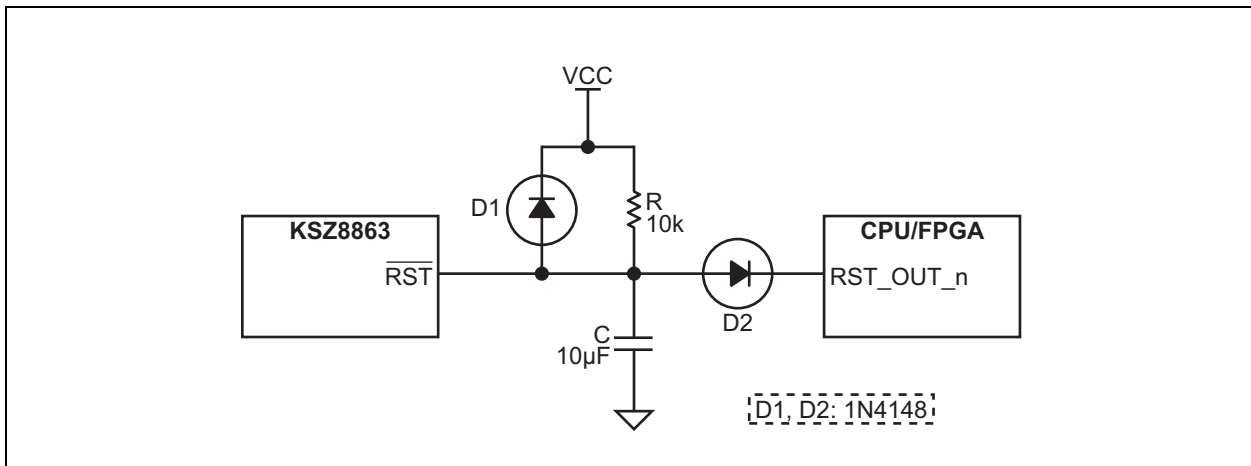 VCC
D1
R
10k
KSZ8863
RST
CPU/FPGA
RST_OUT_n
D2
C
10µF
D1, D2: 1N4148